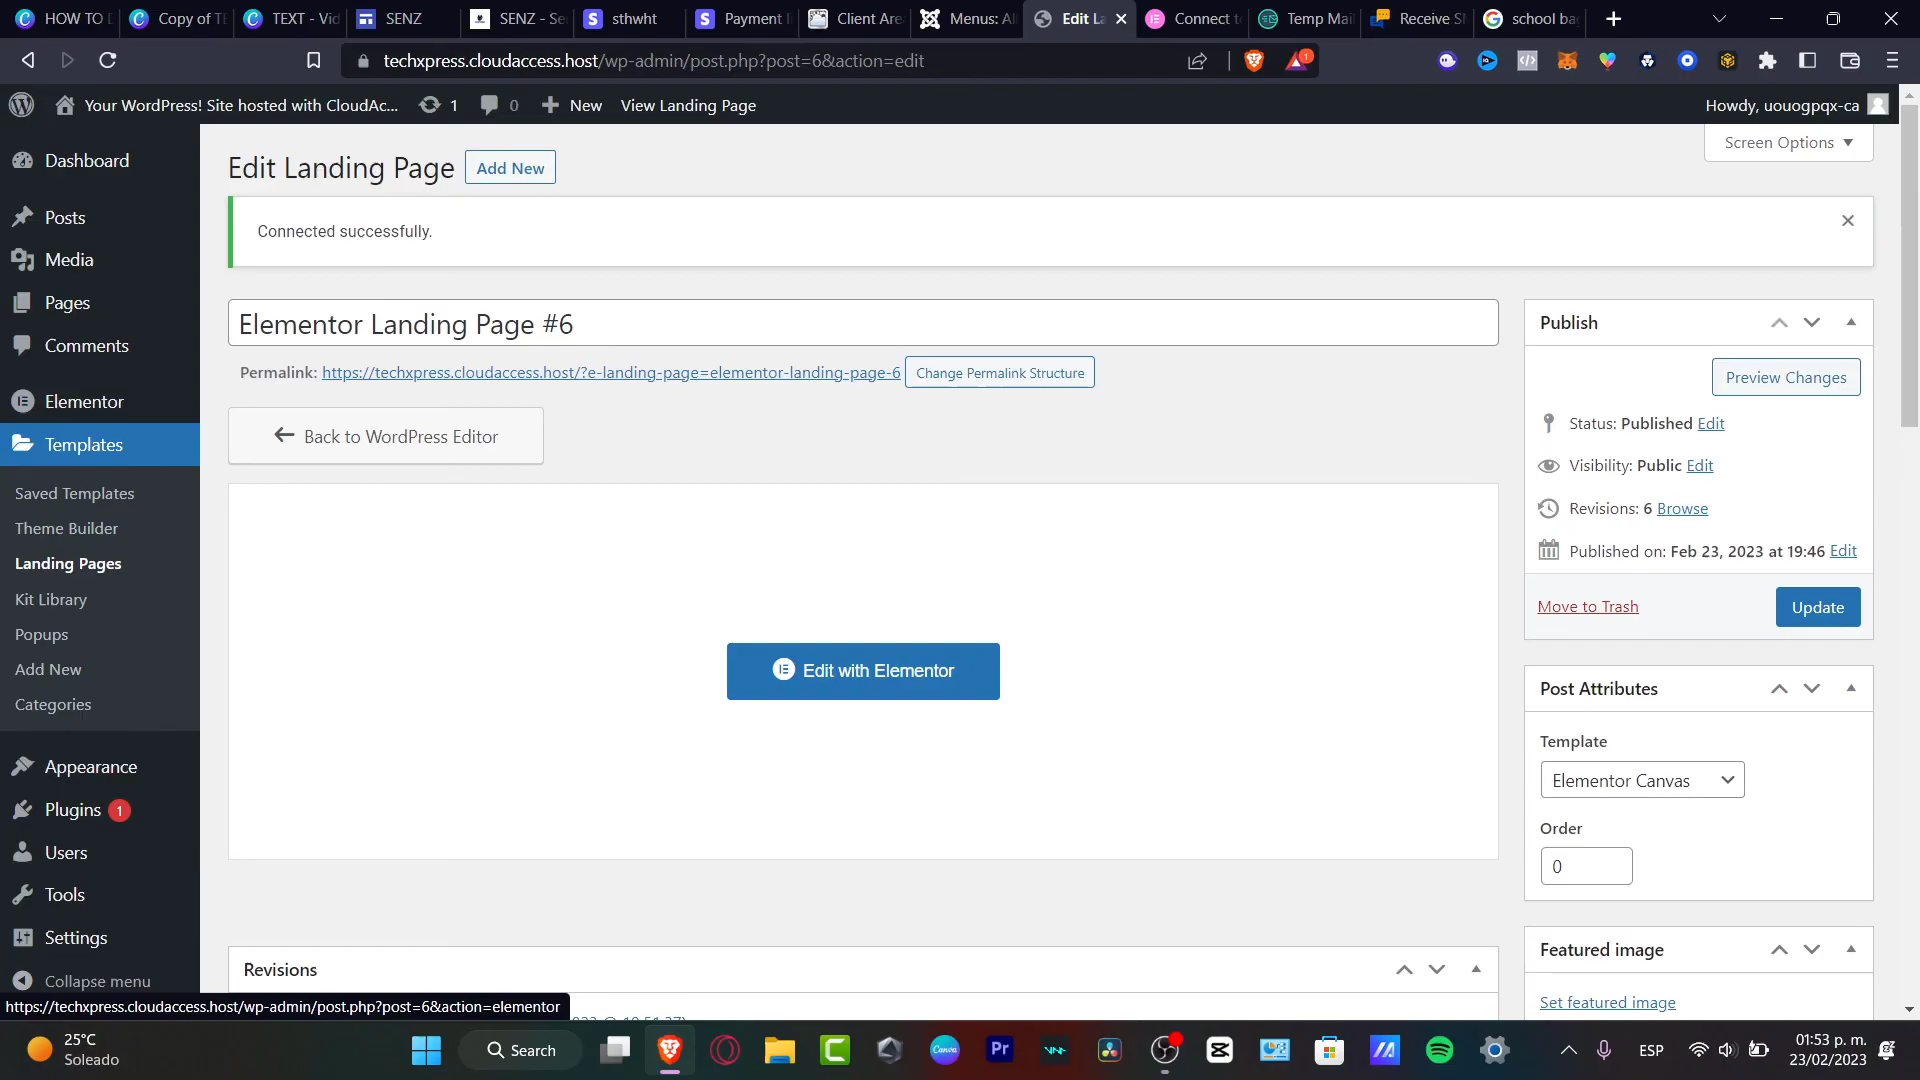 HOW TO
Copy of TE
TEXT - Vid
SENZ
SENZ - Se
sthwht
Payment I
Client Area
Menus: All
Edit La
Connect t
Temp Mail
Receive S
school ba
techxpress.cloudaccess.host/wp-admin/post.php?post=6&action=edit
1
Your WordPress! Site hosted with CloudAc...
1
0
New
View Landing Page
Howdy, uouogpqx-ca
Dashboard
Posts
Media
Pages
Comments
Elementor
Templates
Saved Templates
Theme Builder
Landing Pages
Kit Library
Popups
Add New
Categories
Appearance
Plugins 1
Users
Tools
Settings
Collapse menu
Screen Options
Edit Landing Page
Add New
Connected successfully.
Elementor Landing Page #6
Permalink: https://techxpress.cloudaccess.host/?e-landing-page=elementor-landing-page-6
Change Permalink Structure
Back to WordPress Editor
Edit with Elementor
Revisions
Publish
Preview Changes
Status: Published Edit
Visibility: Public Edit
Revisions: 6 Browse
Published on: Feb 23, 2023 at 19:46 Edit
Move to Trash
Update
Post Attributes
Template
Elementor Canvas
Order
0
Featured image
Set featured image
https://techxpress.cloudaccess.host/wp-admin/post.php?post=6&action=elementor
25°C
Soleado
Search
Canva
Pr
ESP
01:53 p. m.
23/02/2023